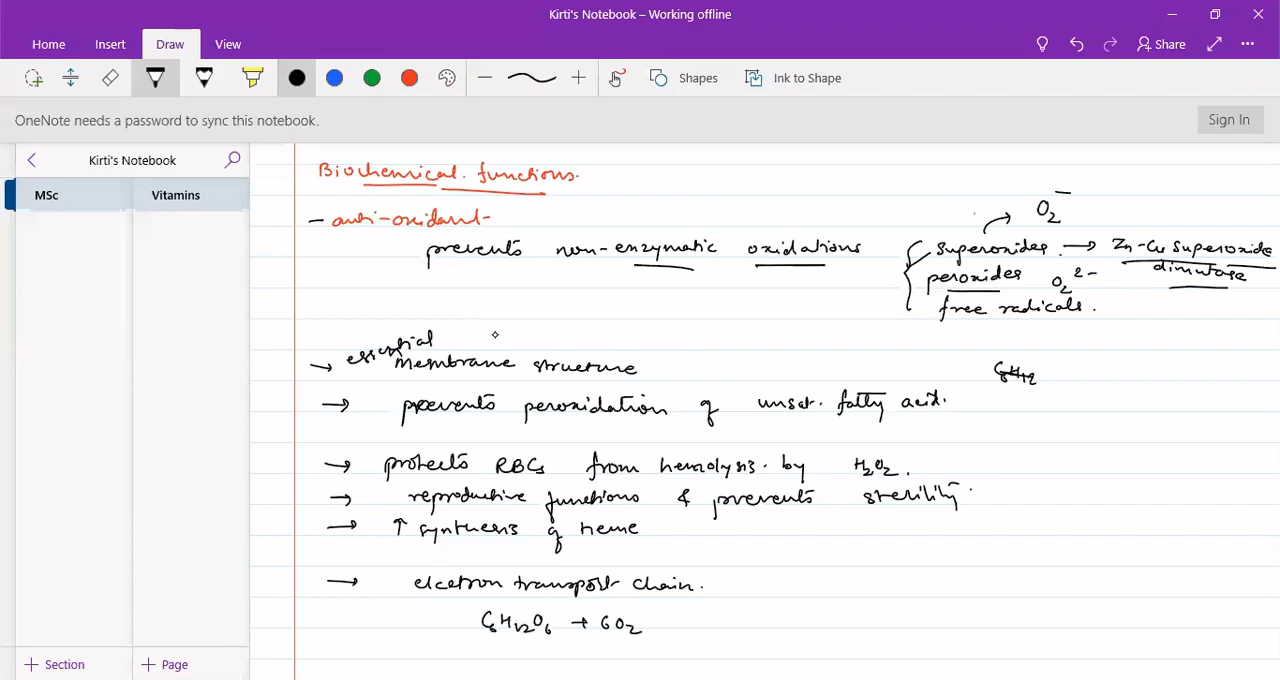 Kirti's Notebook – Working offline
Home Insert Draw View Share
Shapes Ink to Shape
OneNote needs a password to sync this notebook. Sign In
Kirti's Notebook
MSc Vitamins
Biochemical functions.
– anti-oxidant- O₂⁻
prevents non-enzymatic oxidations { superoxides → Zn-Cu superoxide
dimutase
peroxides O₂²⁻
free radicals.
→ essential membrane structure
→ prevents peroxidation of unsat. fatty acid.
→ protects RBCs from hemolysis. by H₂O₂.
→ reproductive functions & prevents sterility.
→ ↑ synthesis of heme
→ elcetron transport chain.
C₆H₁₂O₆ + 6O₂
+ Section + Page